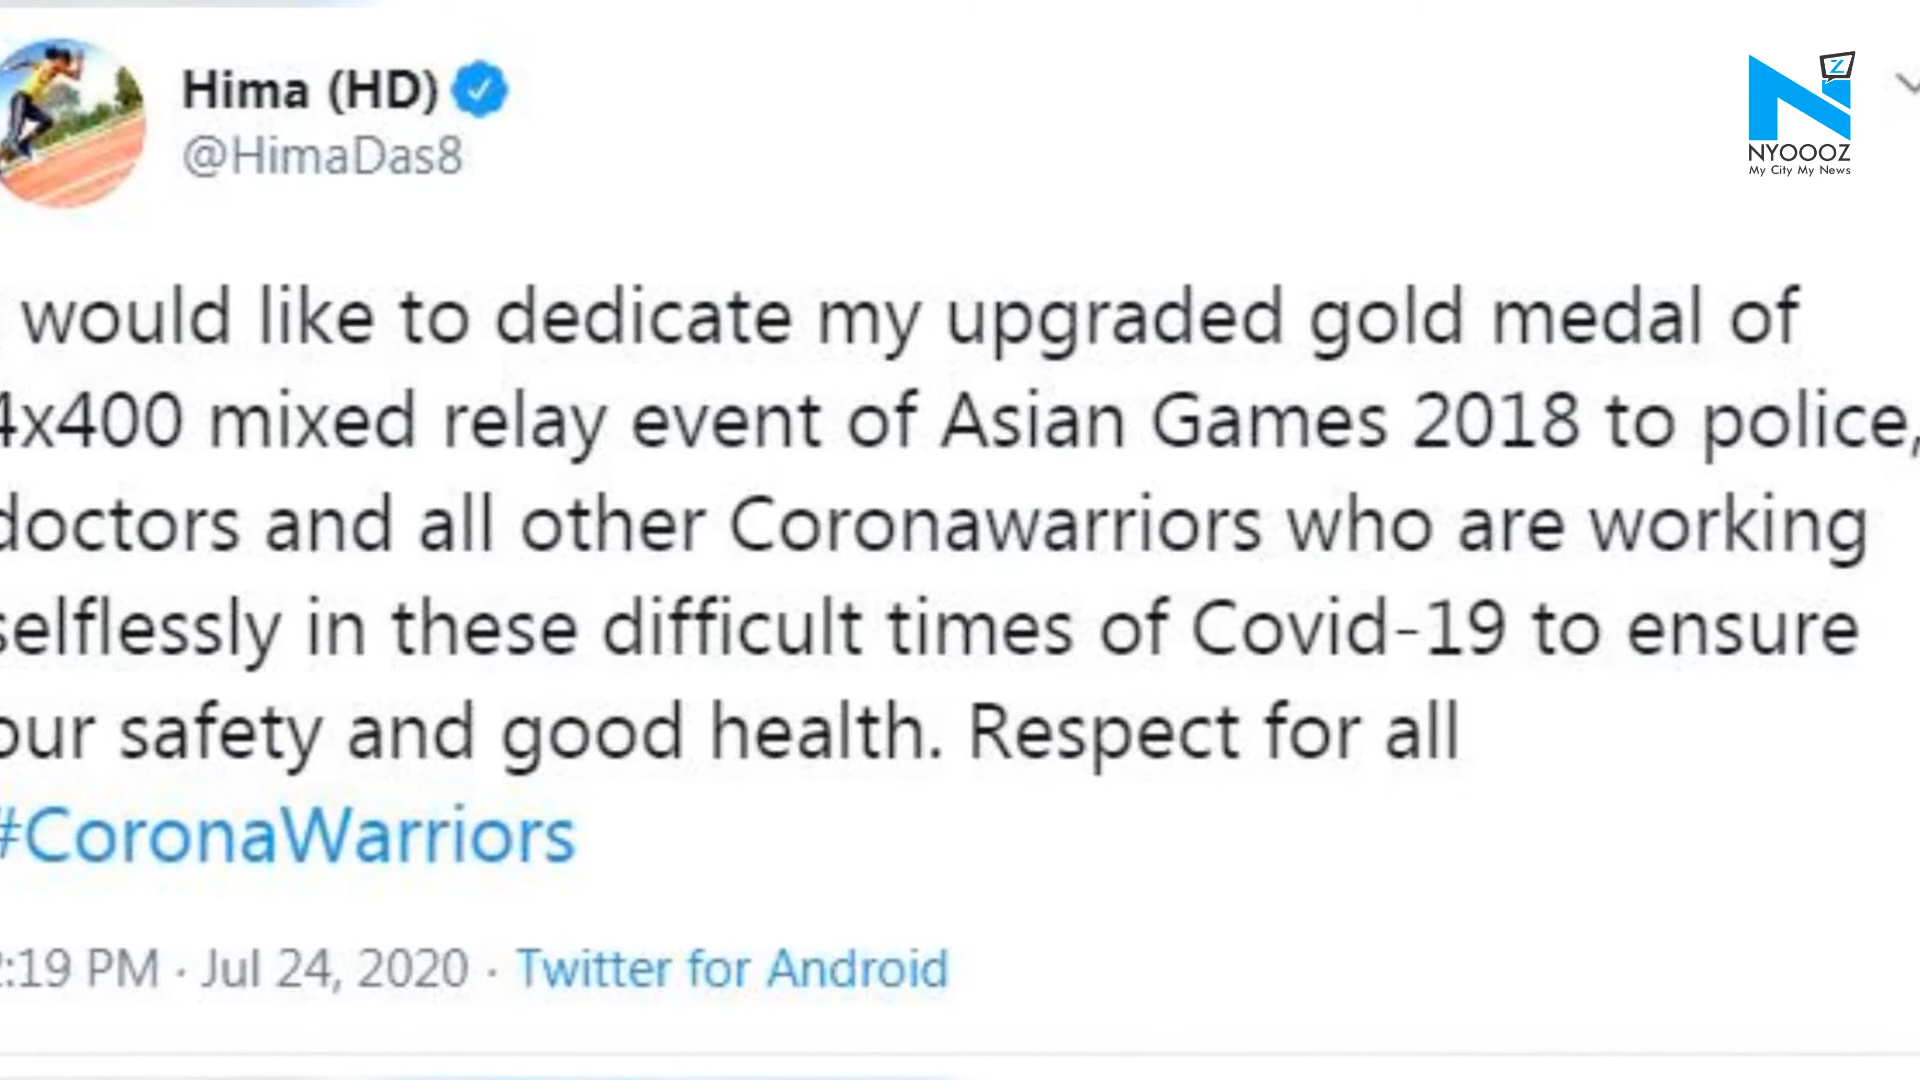 Hima (HD)
@HimaDas8
Z
NYOOOZ
My City My News
would like to dedicate my upgraded gold medal of
4x400 mixed relay event of Asian Games 2018 to police,
doctors and all other Coronawarriors who are working
selflessly in these difficult times of Covid-19 to ensure
our safety and good health. Respect for all
#CoronaWarriors
:19 PM · Jul 24, 2020 · Twitter for Android